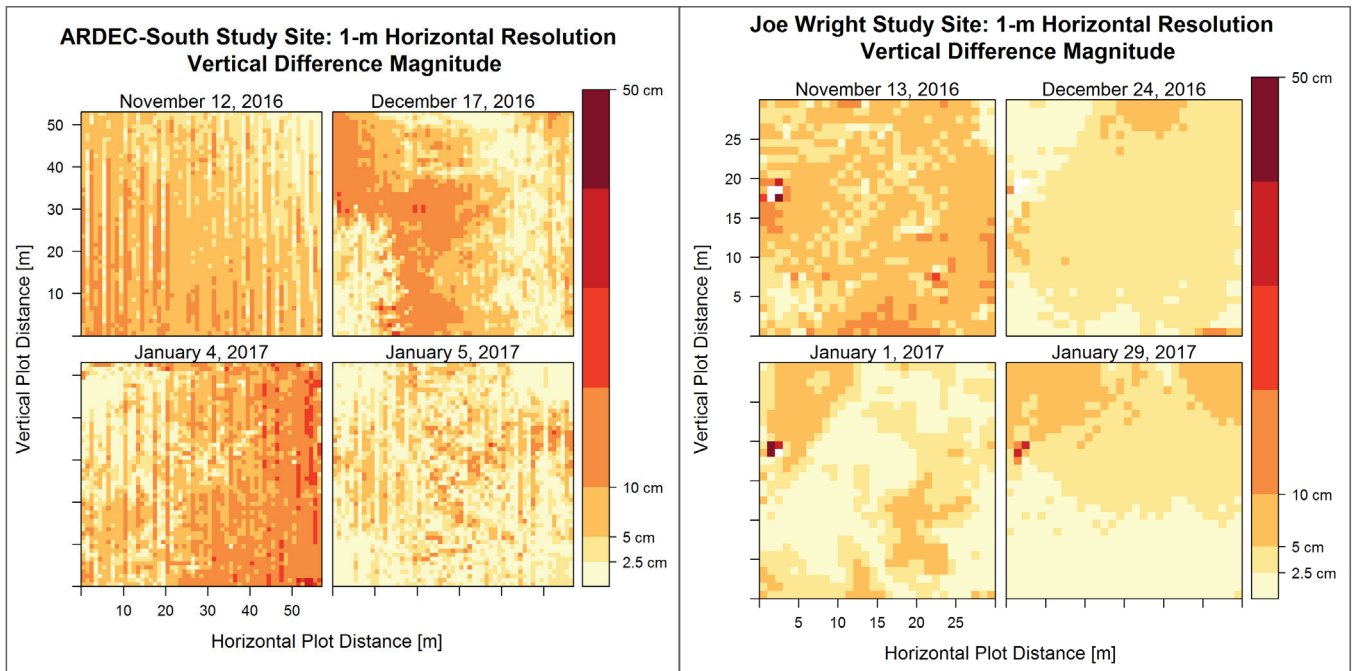 ARDEC-South Study Site: 1-m Horizontal Resolution
Vertical Difference Magnitude
November 12, 2016
December 17, 2016
50 cm
50
40
30
20
10
January 4, 2017
January 5, 2017
10 cm
5 cm
2.5 cm
10
20
30
40
50
Vertical Plot Distance [m]
Horizontal Plot Distance [m]
Joe Wright Study Site: 1-m Horizontal Resolution
Vertical Difference Magnitude
November 13, 2016
December 24, 2016
50 cm
25
20
15
10
5
January 1, 2017
January 29, 2017
10 cm
5 cm
2.5 cm
5
10
15
20
25
Vertical Plot Distance [m]
Horizontal Plot Distance [m]